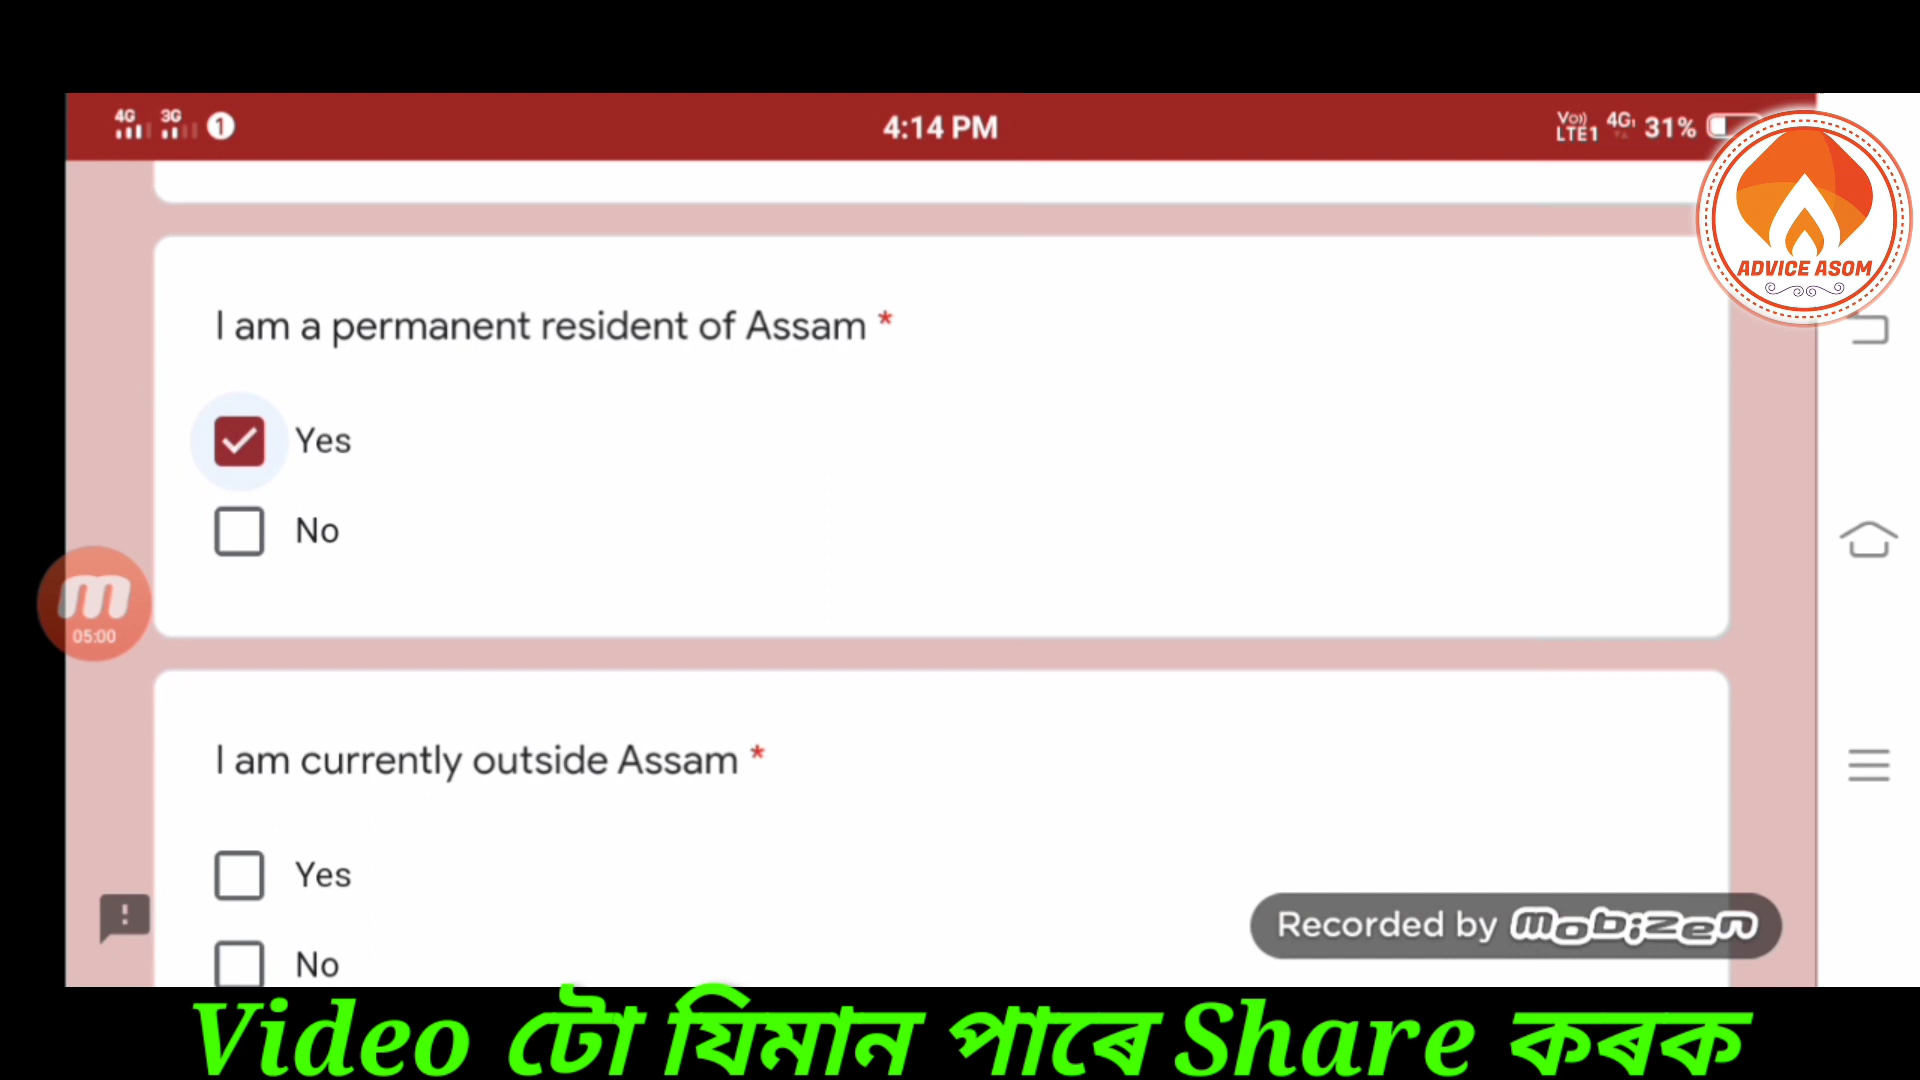 4G 3G 1 4:14 PM Vo)) LTE1 4G 31%
ADVICE ASOM
I am a permanent resident of Assam *
Yes
No
m
05:00
I am currently outside Assam *
Yes
No
Recorded by mobizen
Video টো যিমান পাৰে Share কৰক